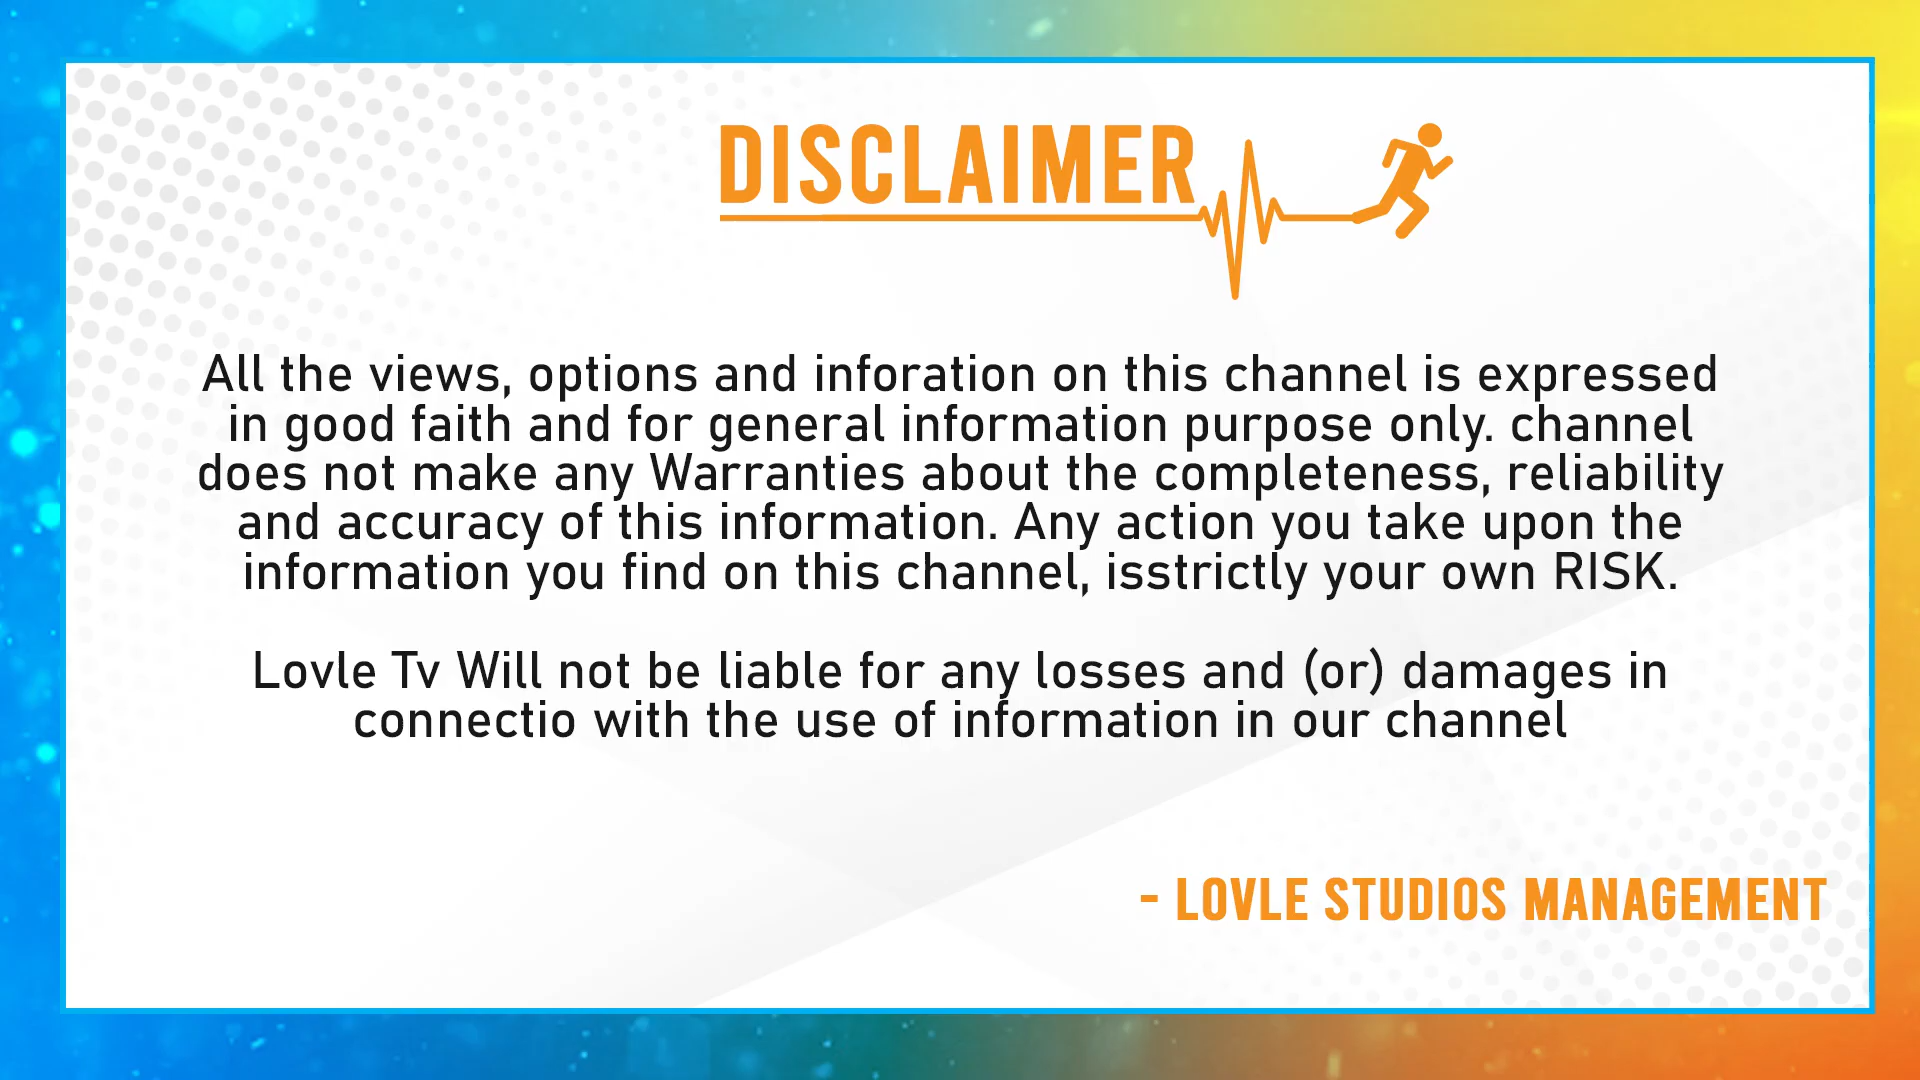 DISCLAIMER
All the views, options and inforation on this channel is expressed
in good faith and for general information purpose only. channel
does not make any Warranties about the completeness, reliability
and accuracy of this information. Any action you take upon the
information you find on this channel, isstrictly your own RISK.
Lovle Tv Will not be liable for any losses and (or) damages in
connectio with the use of information in our channel
- LOVLE STUDIOS MANAGEMENT